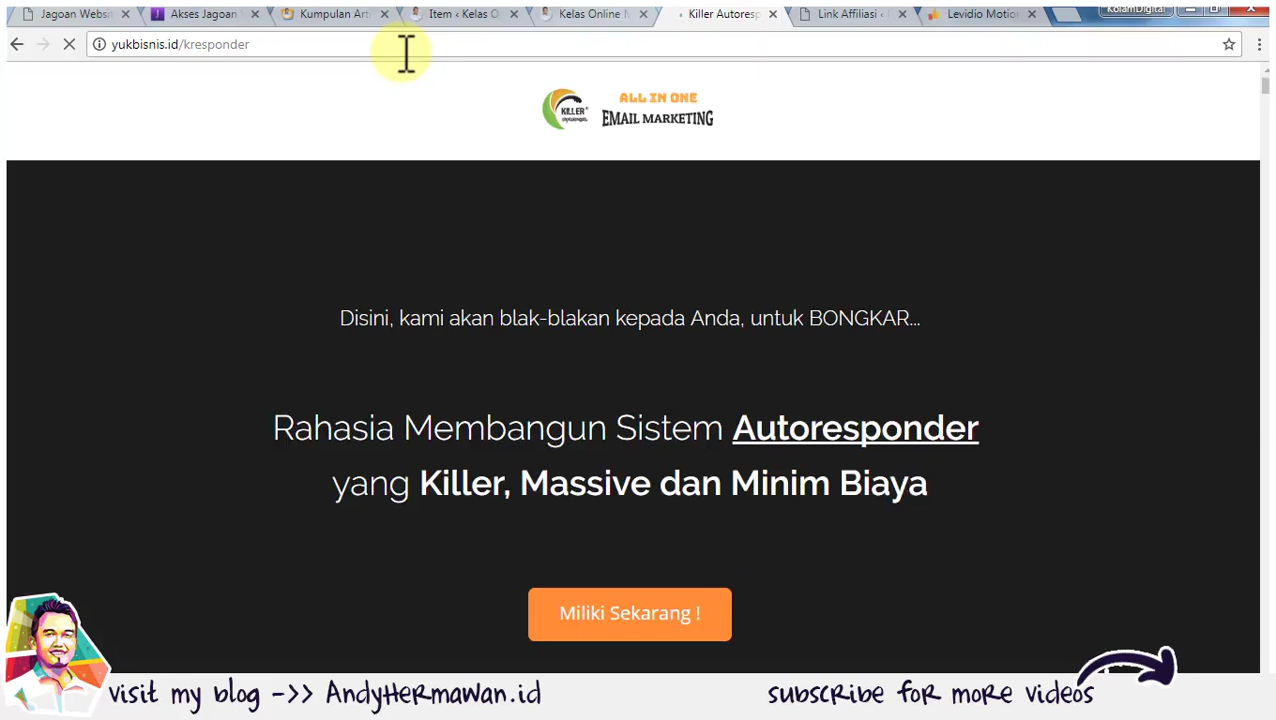 Jagoan Websi
Akses Jagoan
Kumpulan Arti
Item ‹ Kelas O
Kelas Online M
Killer Autoresp
Link Affiliasi ‹
Levidio Motion
KolamDigital
yukbisnis.id/kresponder
KILLER
ALL IN ONE
EMAIL MARKETING
Disini, kami akan blak-blakan kepada Anda, untuk BONGKAR...
Rahasia Membangun Sistem Autoresponder
yang Killer, Massive dan Minim Biaya
Miliki Sekarang !
visit my blog ->> AndyHermawan.id
subscribe for more videos